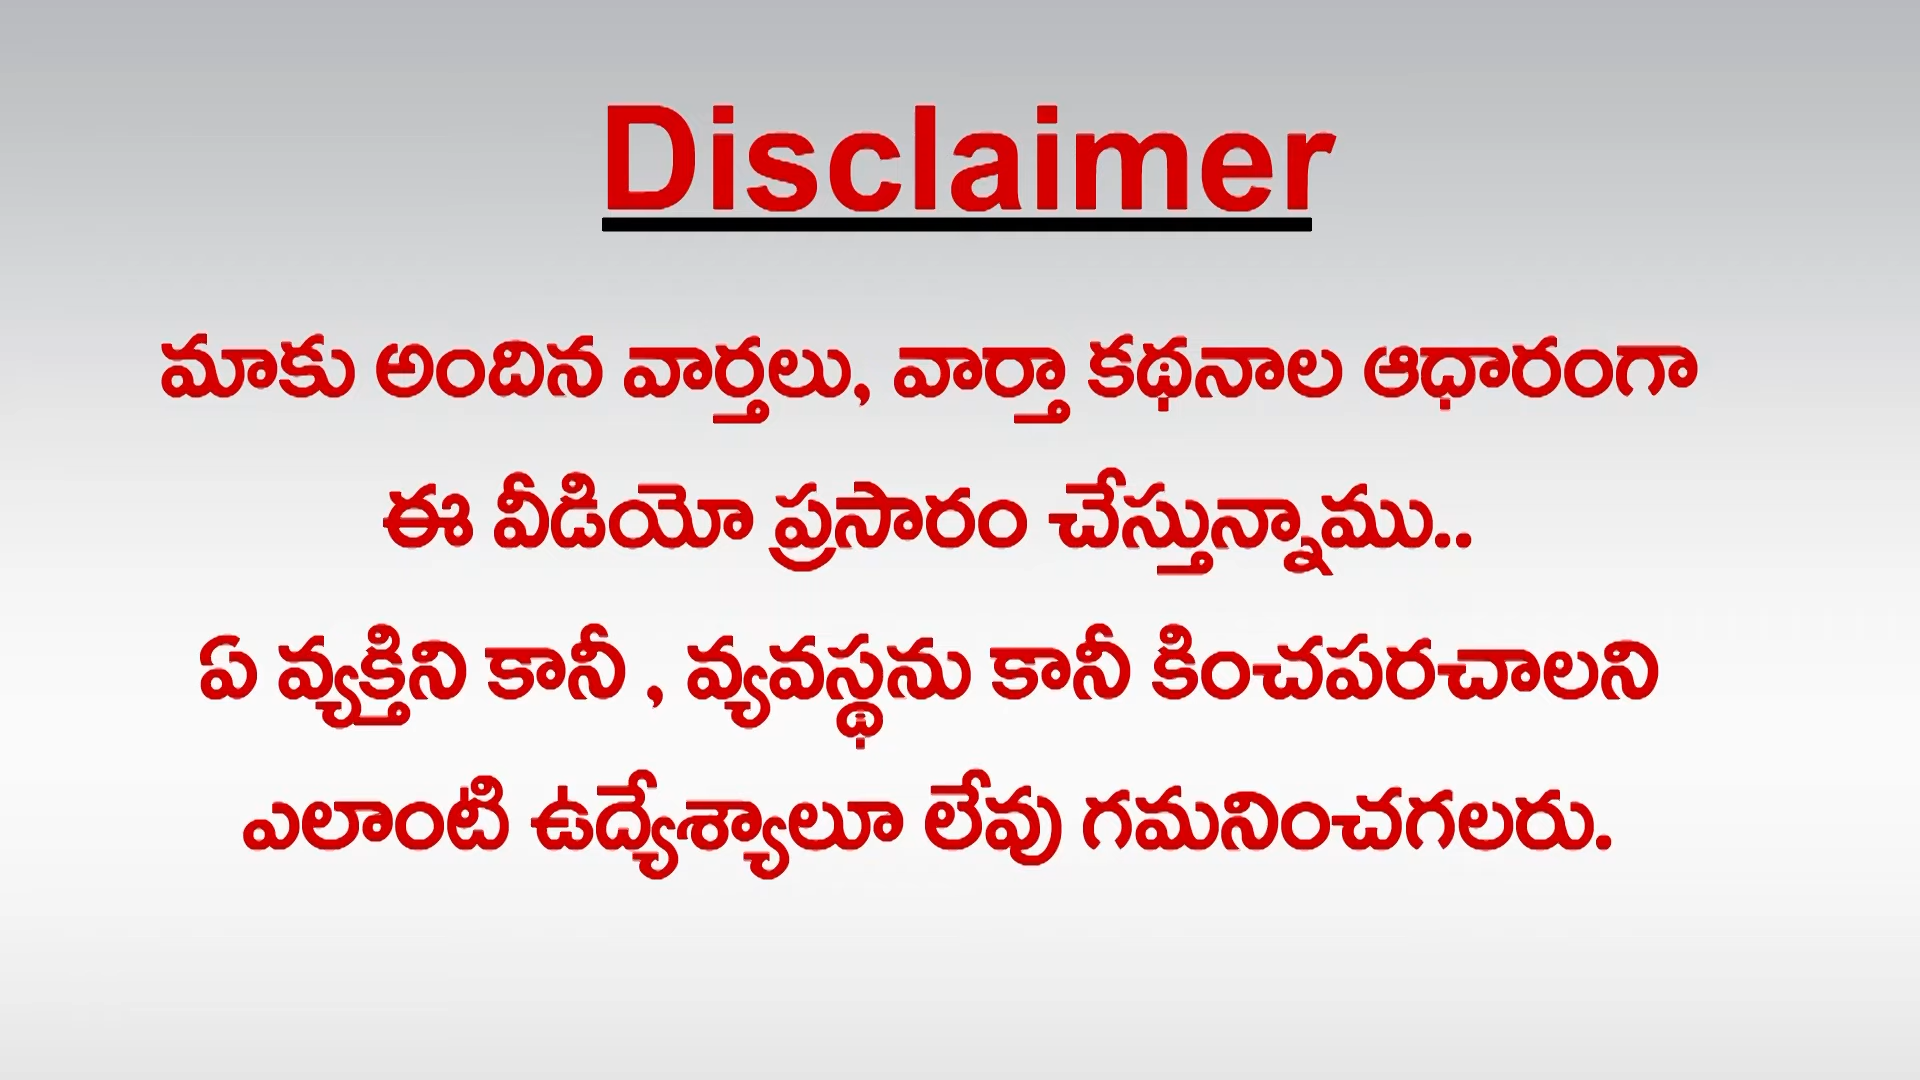 Disclaimer
మాకు అందిన వార్తలు, వార్తా కథనాల ఆధారంగా
ఈ వీడియో ప్రసారం చేస్తున్నాము..
ఏ వ్యక్తిని కానీ , వ్యవస్థను కానీ కించపరచాలని
ఎలాంటి ఉద్యేశ్యాలూ లేవు గమనించగలరు.